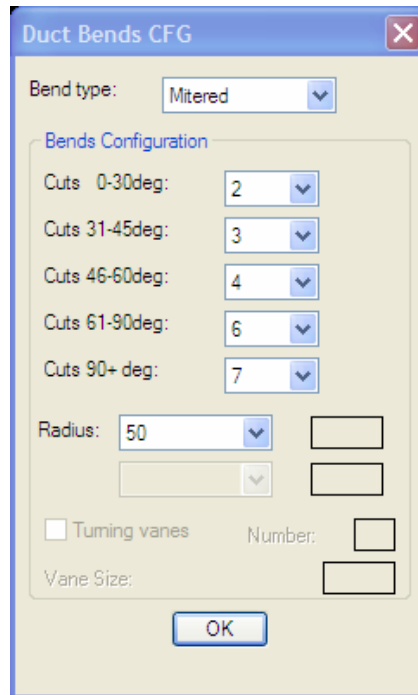 Duct Bends CFG
Bend type: Mitered
Bends Configuration
Cuts 0-30deg: 2
Cuts 31-45deg: 3
Cuts 46-60deg: 4
Cuts 61-90deg: 6
Cuts 90+ deg: 7
Radius: 50
Turning vanes Number:
Vane Size:
OK